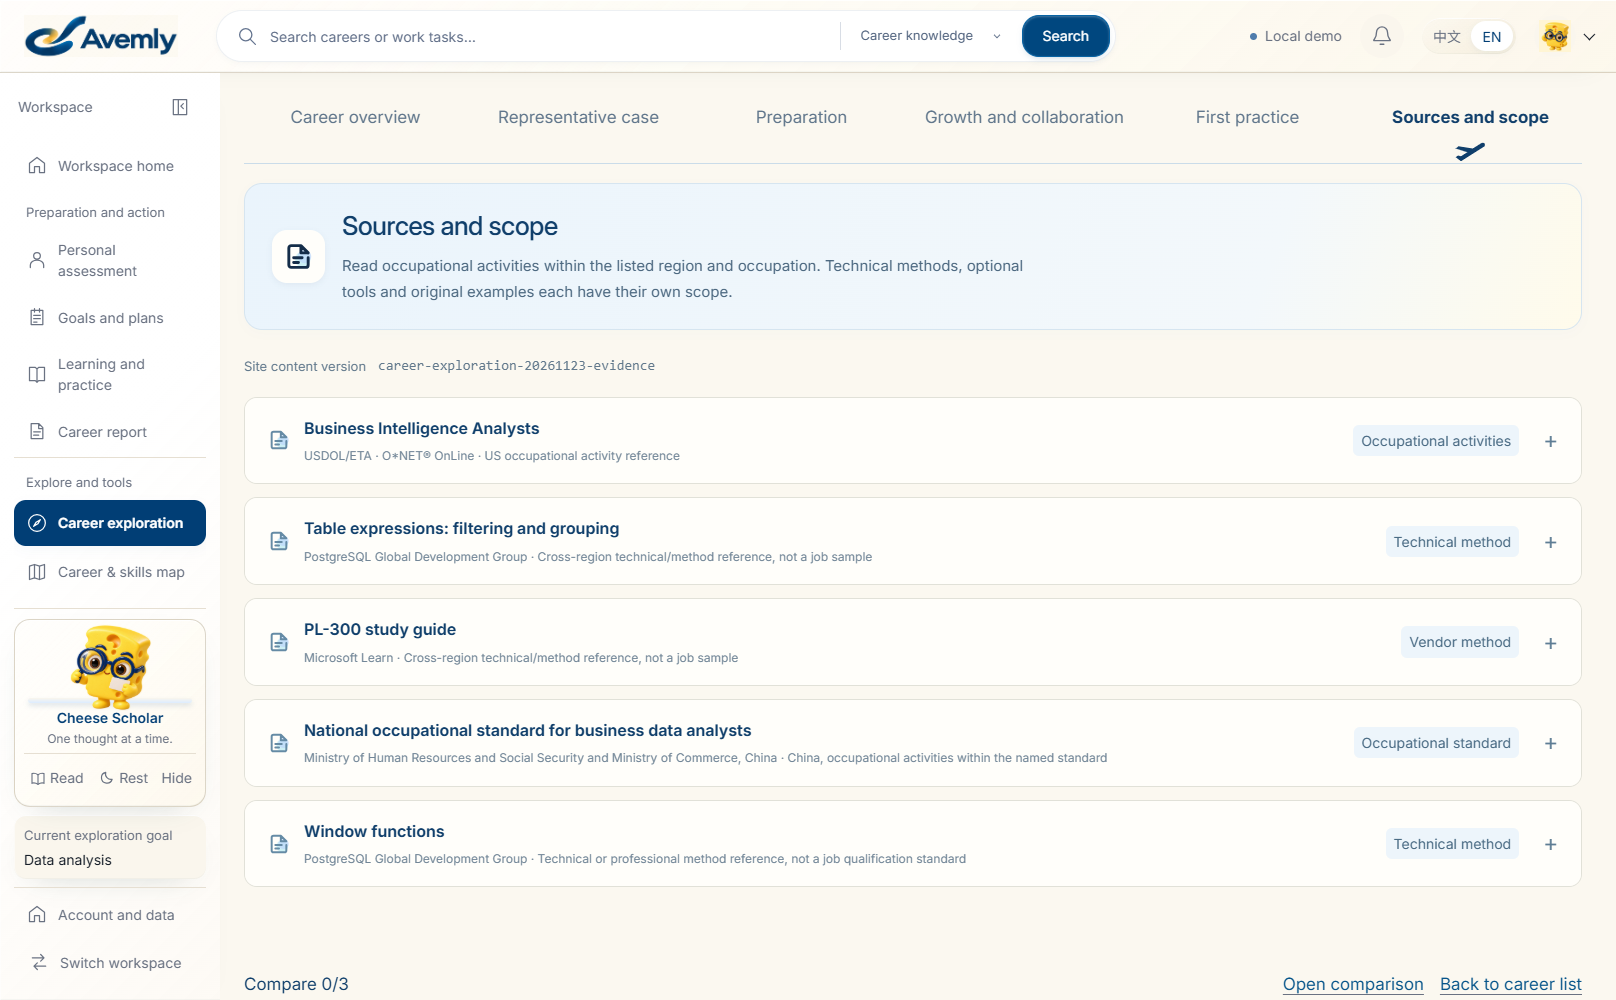 Avemly
Search careers or work tasks...
Career knowledge
Search
Local demo
中文
EN
Workspace
Workspace home
Preparation and action
Personal
assessment
Goals and plans
Learning and
practice
Career report
Explore and tools
Career exploration
Career & skills map
Cheese Scholar
One thought at a time.
Read
Rest
Hide
Current exploration goal
Data analysis
Account and data
Switch workspace
Career overview
Representative case
Preparation
Growth and collaboration
First practice
Sources and scope
Sources and scope
Read occupational activities within the listed region and occupation. Technical methods, optional
tools and original examples each have their own scope.
Site content version career-exploration-20261123-evidence
Business Intelligence Analysts
USDOL/ETA · O*NET® OnLine · US occupational activity reference
Occupational activities
Table expressions: filtering and grouping
PostgreSQL Global Development Group · Cross-region technical/method reference, not a job sample
Technical method
PL-300 study guide
Microsoft Learn · Cross-region technical/method reference, not a job sample
Vendor method
National occupational standard for business data analysts
Ministry of Human Resources and Social Security and Ministry of Commerce, China · China, occupational activities within the named standard
Occupational standard
Window functions
PostgreSQL Global Development Group · Technical or professional method reference, not a job qualification standard
Technical method
Compare 0/3
Open comparison
Back to career list